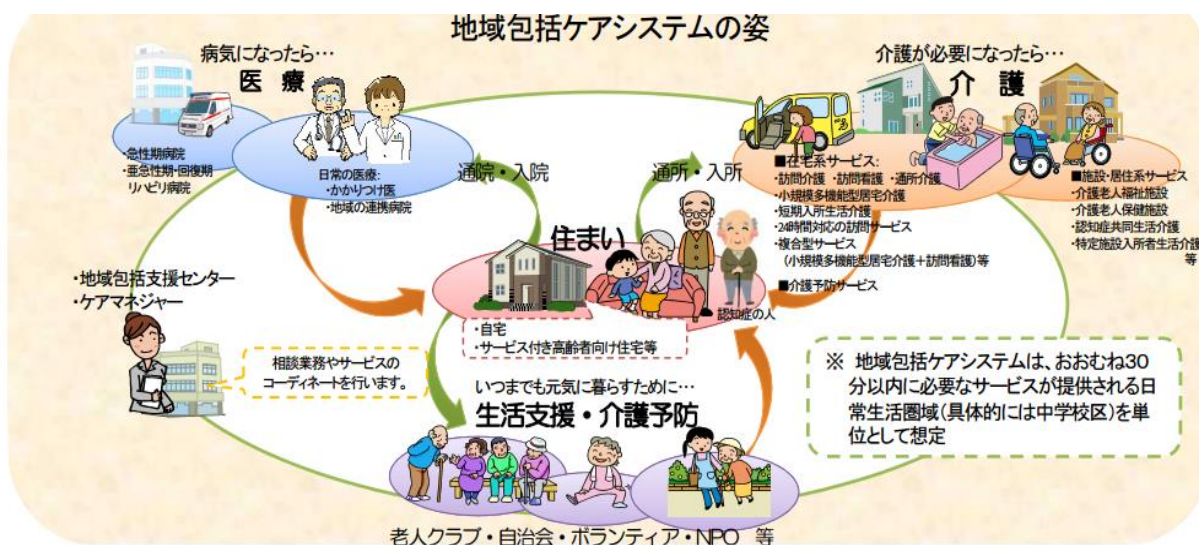 地域包括ケアシステムの姿
病気になったら…
医療
・急性期病院
・亜急性期・回復期
リハビリ病院
日常の医療:
・かかりつけ医
・地域の連携病院
通院・入院
通所・入所
介護が必要になったら…
介護
■在宅系サービス:
・訪問介護 ・訪問看護 ・通所介護
・小規模多機能型居宅介護
・短期入所生活介護
・24時間対応の訪問サービス
・複合型サービス
(小規模多機能型居宅介護+訪問看護)等
■介護予防サービス
■施設・居住系サービス
・介護老人福祉施設
・介護老人保健施設
・認知症共同生活介護
・特定施設入所者生活介護
等
住まい
認知症の人
・自宅
・サービス付き高齢者向け住宅等
・地域包括支援センター
・ケアマネジャー
相談業務やサービスの
コーディネートを行います。
いつまでも元気に暮らすために…
生活支援・介護予防
老人クラブ・自治会・ボランティア・NPO 等
※ 地域包括ケアシステムは、おおむね30
分以内に必要なサービスが提供される日
常生活圏域(具体的には中学校区)を単
位として想定